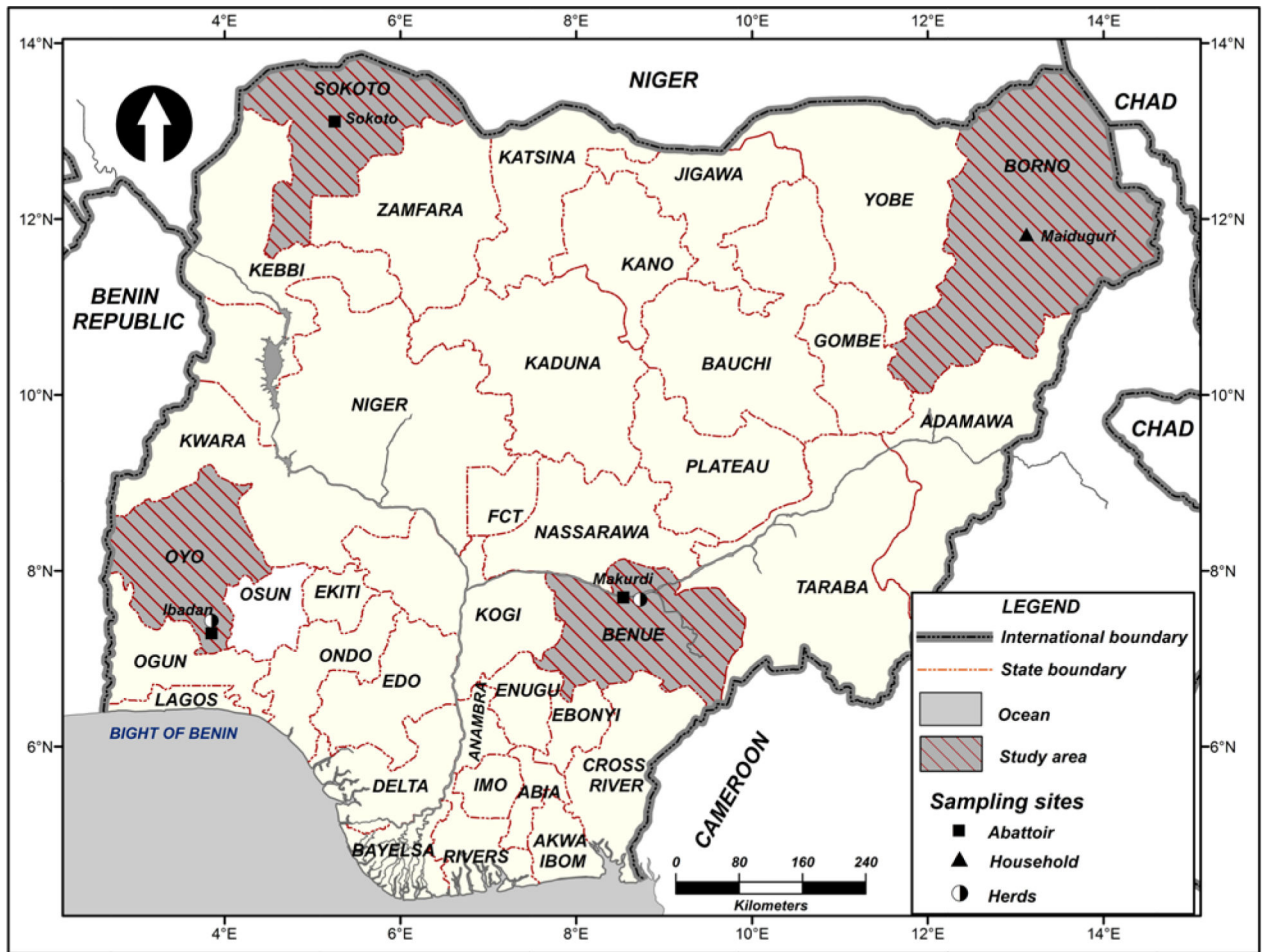 4°E
6°E
8°E
10°E
12°E
14°E
14°N
14°N
NIGER
CHAD
SOKOTO
Sokoto
KATSINA
JIGAWA
BORNO
YOBE
ZAMFARA
12°N
12°N
Maiduguri
KEBBI
KANO
BENIN
REPUBLIC
GOMBE
KADUNA
BAUCHI
10°N
10°N
NIGER
ADAMAWA
CHAD
KWARA
PLATEAU
FCT
NASSARAWA
OYO
8°N
8°N
Makurdi
TARABA
OSUN
EKITI
Ibadan
KOGI
BENUE
OGUN
ONDO
EDO
LAGOS
ANAMBRA
ENUGU
EBONYI
BIGHT OF BENIN
6°N
6°N
CROSS
RIVER
DELTA
IMO
ABIA
CAMEROON
BAYELSA
RIVERS
AKWA
IBOM
LEGEND
International boundary
State boundary
Ocean
Study area
Sampling sites
Abattoir
Household
Herds
0 80 160 240
Kilometers
4°E
6°E
8°E
10°E
12°E
14°E